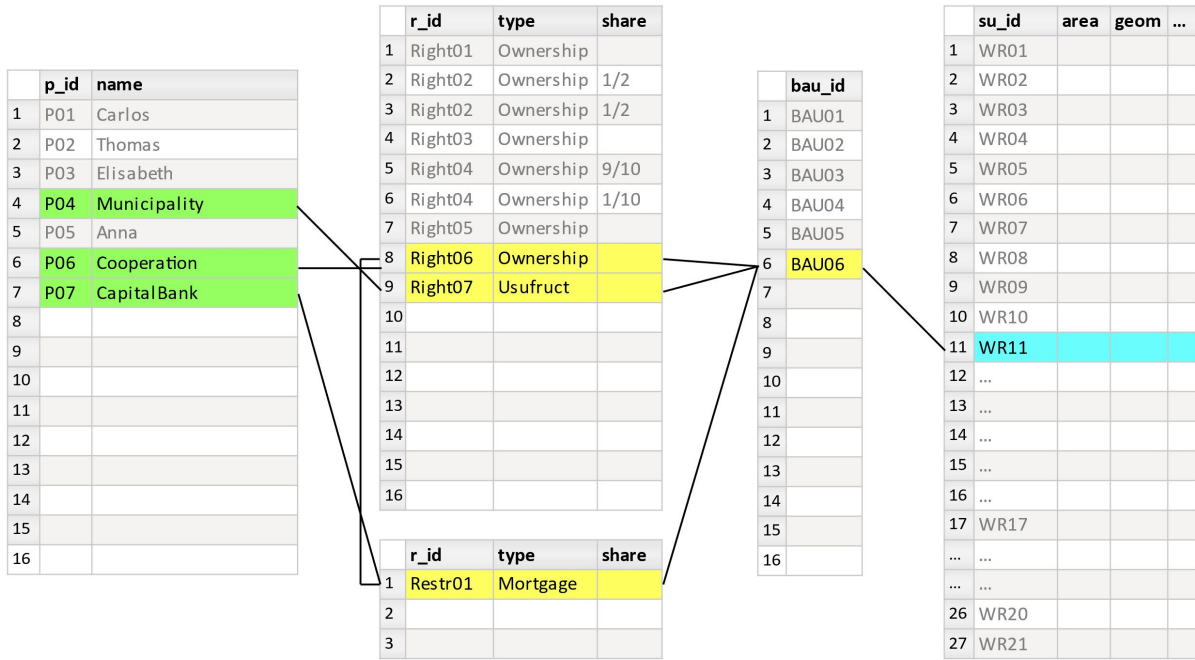 p_id name
1 P01 Carlos
2 P02 Thomas
3 P03 Elisabeth
4 P04 Municipality
5 P05 Anna
6 P06 Cooperation
7 P07 CapitalBank
8
9
10
11
12
13
14
15
16
r_id type share
1 Right01 Ownership
2 Right02 Ownership 1/2
3 Right02 Ownership 1/2
4 Right03 Ownership
5 Right04 Ownership 9/10
6 Right04 Ownership 1/10
7 Right05 Ownership
8 Right06 Ownership
9 Right07 Usufruct
10
11
12
13
14
15
16
r_id type share
1 Restr01 Mortgage
2
3
bau_id
1 BAU01
2 BAU02
3 BAU03
4 BAU04
5 BAU05
6 BAU06
7
8
9
10
11
12
13
14
15
16
su_id area geom ...
1 WR01
2 WR02
3 WR03
4 WR04
5 WR05
6 WR06
7 WR07
8 WR08
9 WR09
10 WR10
11 WR11
12 ...
13 ...
14 ...
15 ...
16 ...
17 WR17
... ...
... ...
26 WR20
27 WR21